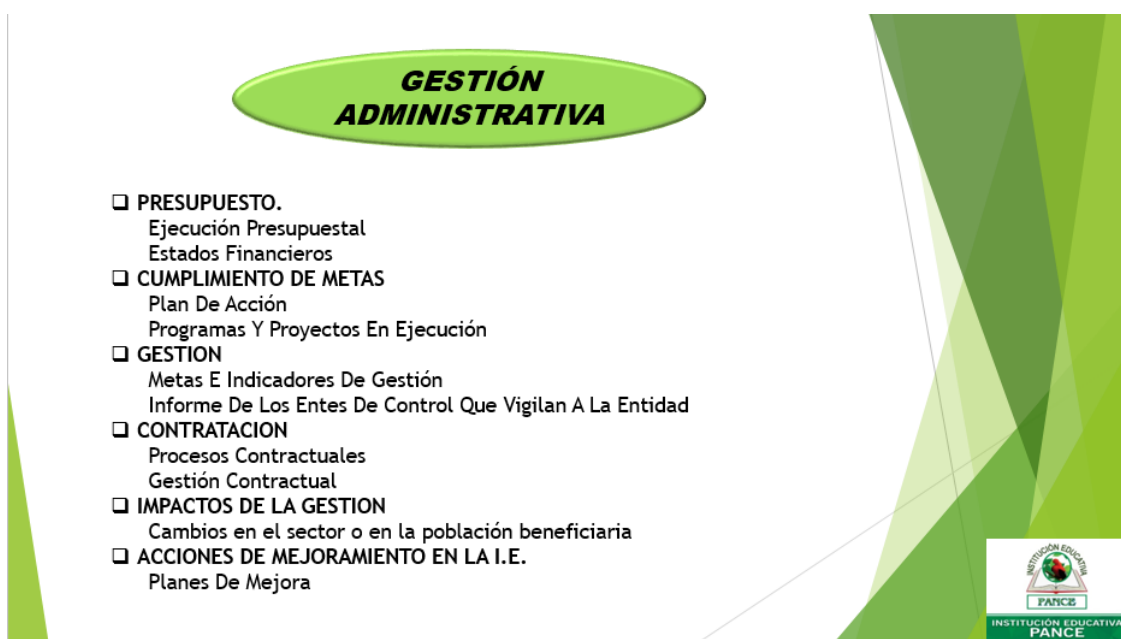 GESTIÓN
ADMINISTRATIVA
❑ PRESUPUESTO.
Ejecución Presupuestal
Estados Financieros
❑ CUMPLIMIENTO DE METAS
Plan De Acción
Programas Y Proyectos En Ejecución
❑ GESTION
Metas E Indicadores De Gestión
Informe De Los Entes De Control Que Vigilan A La Entidad
❑ CONTRATACION
Procesos Contractuales
Gestión Contractual
❑ IMPACTOS DE LA GESTION
Cambios en el sector o en la población beneficiaria
❑ ACCIONES DE MEJORAMIENTO EN LA I.E.
Planes De Mejora
INSTITUCIÓN EDUCATIVA
PANCE
INSTITUCIÓN EDUCATIVA
PANCE